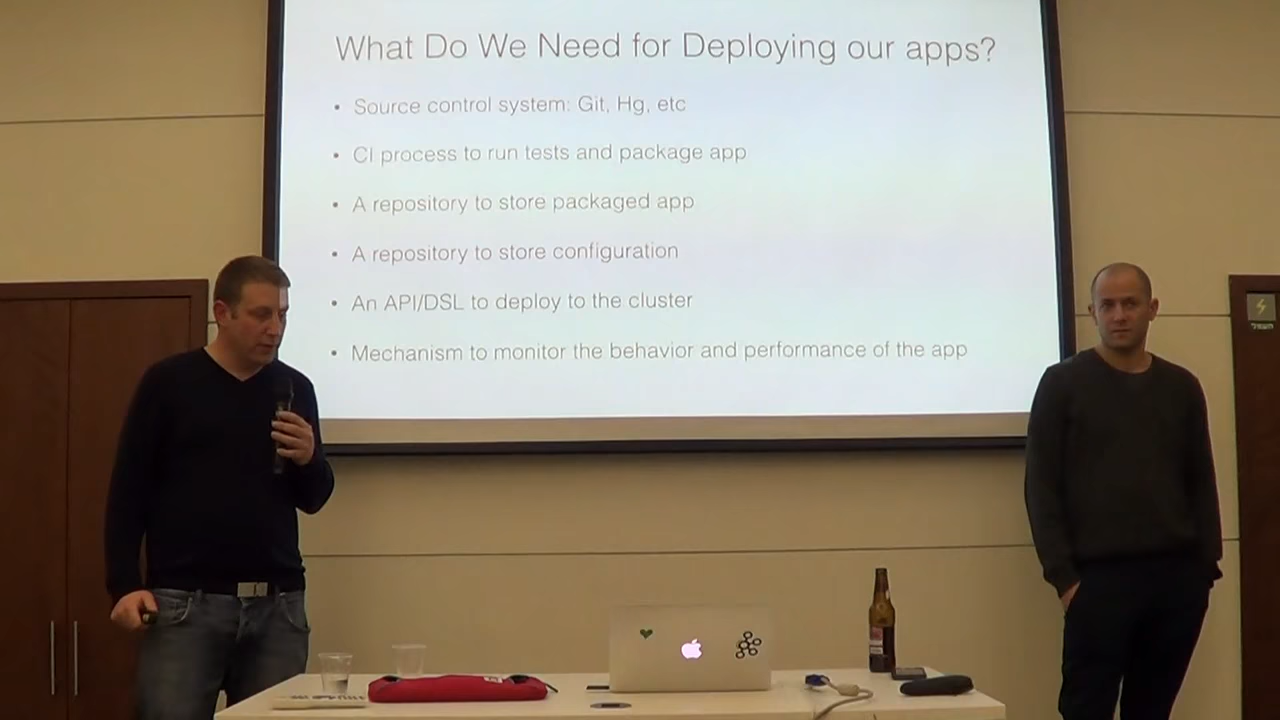 What Do We Need for Deploying our apps?
• Source control system: Git, Hg, etc
• CI process to run tests and package app
• A repository to store packaged app
• A repository to store configuration
• An API/DSL to deploy to the cluster
• Mechanism to monitor the behavior and performance of the app